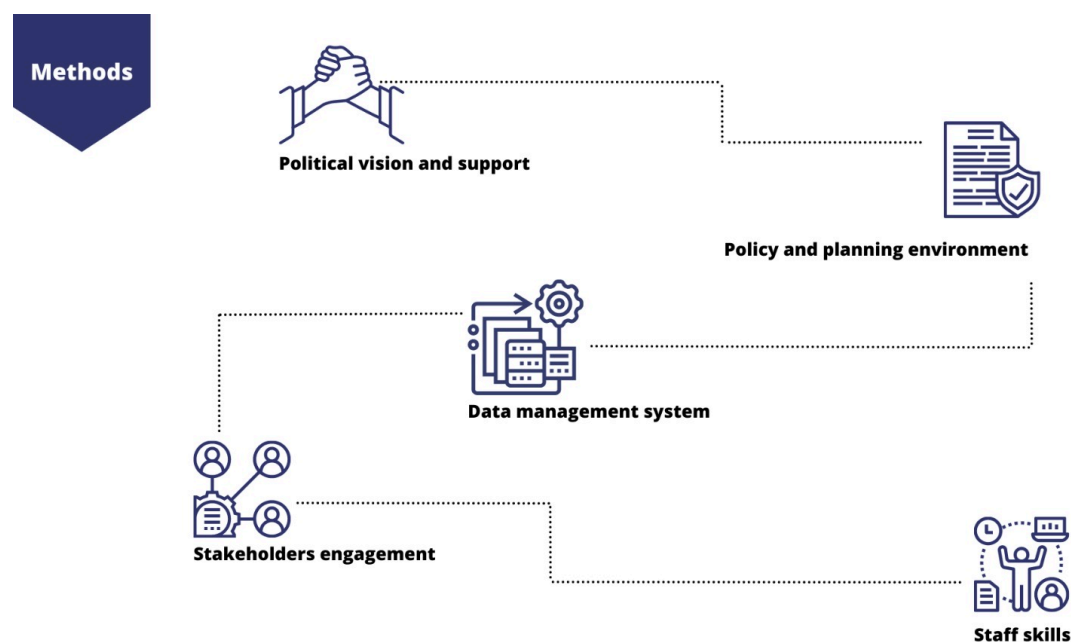 Methods
Political vision and support
Policy and planning environment
Data management system
Stakeholders engagement
Staff skills